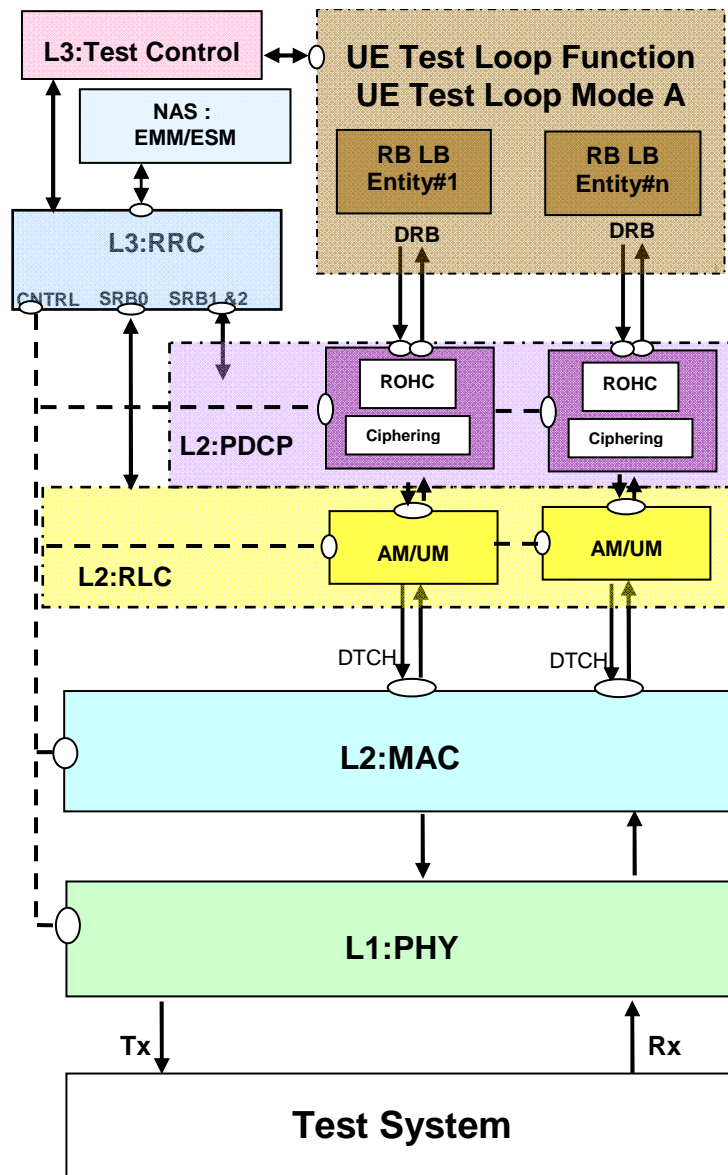 L3:Test Control
UE Test Loop Function
UE Test Loop Mode A
NAS :
EMM/ESM
RB LB
Entity#1
RB LB
Entity#n
DRB
DRB
L3:RRC
CNTRL
SRB0
SRB1 &2
ROHC
ROHC
Ciphering
Ciphering
L2:PDCP
AM/UM
AM/UM
L2:RLC
DTCH
DTCH
L2:MAC
L1:PHY
Tx
Rx
Test System